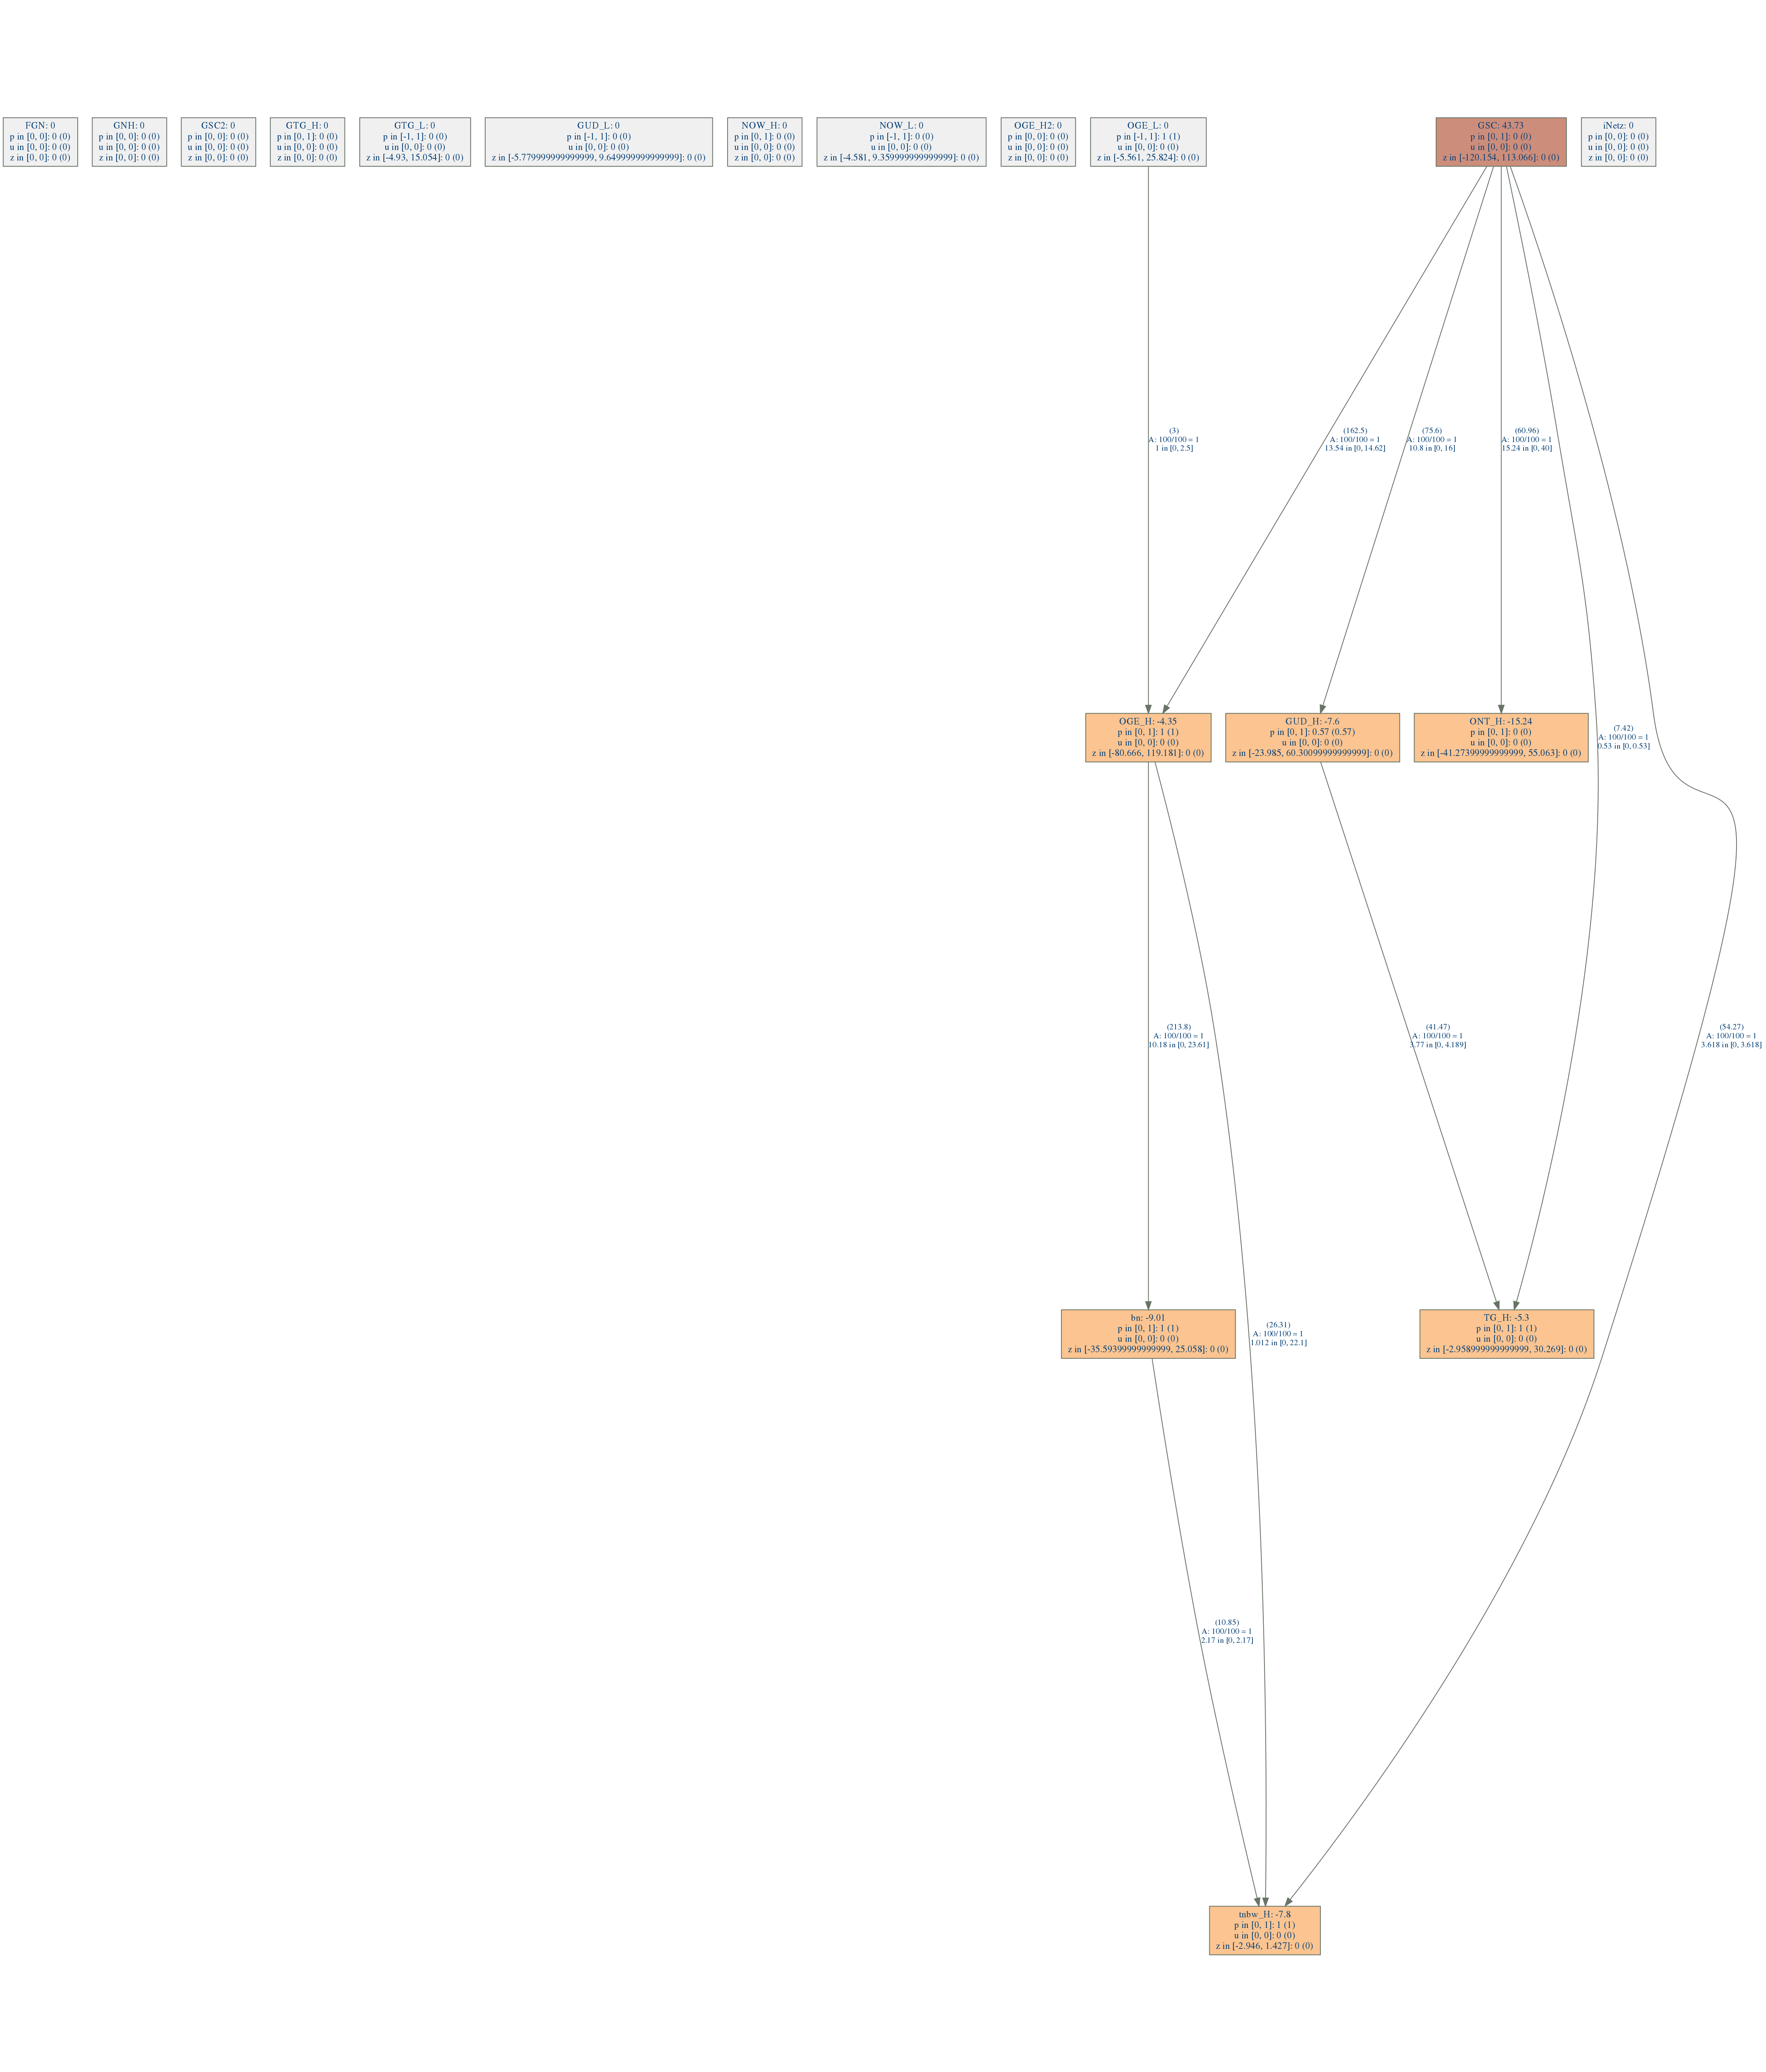 FGN: 0
p in [0, 0]: 0 (0)
u in [0, 0]: 0 (0)
z in [0, 0]: 0 (0)
GNH: 0
p in [0, 0]: 0 (0)
u in [0, 0]: 0 (0)
z in [0, 0]: 0 (0)
GSC2: 0
p in [0, 0]: 0 (0)
u in [0, 0]: 0 (0)
z in [0, 0]: 0 (0)
GTG_H: 0
p in [0, 1]: 0 (0)
u in [0, 0]: 0 (0)
z in [0, 0]: 0 (0)
GTG_L: 0
p in [-1, 1]: 0 (0)
u in [0, 0]: 0 (0)
z in [-4.93, 15.054]: 0 (0)
GUD_L: 0
p in [-1, 1]: 0 (0)
u in [0, 0]: 0 (0)
z in [-5.779999999999999, 9.649999999999999]: 0 (0)
NOW_H: 0
p in [0, 1]: 0 (0)
u in [0, 0]: 0 (0)
z in [0, 0]: 0 (0)
NOW_L: 0
p in [-1, 1]: 0 (0)
u in [0, 0]: 0 (0)
z in [-4.581, 9.359999999999999]: 0 (0)
OGE_H2: 0
p in [0, 0]: 0 (0)
u in [0, 0]: 0 (0)
z in [0, 0]: 0 (0)
OGE_L: 0
p in [-1, 1]: 1 (1)
u in [0, 0]: 0 (0)
z in [-5.561, 25.824]: 0 (0)
GSC: 43.73
p in [0, 1]: 0 (0)
u in [0, 0]: 0 (0)
z in [-120.154, 113.066]: 0 (0)
iNetz: 0
p in [0, 0]: 0 (0)
u in [0, 0]: 0 (0)
z in [0, 0]: 0 (0)
(3)
A: 100/100 = 1
1 in [0, 2.5]
(162.5)
A: 100/100 = 1
13.54 in [0, 14.62]
(75.6)
A: 100/100 = 1
10.8 in [0, 16]
(60.96)
A: 100/100 = 1
15.24 in [0, 40]
OGE_H: -4.35
p in [0, 1]: 1 (1)
u in [0, 0]: 0 (0)
z in [-80.666, 119.181]: 0 (0)
GUD_H: -7.6
p in [0, 1]: 0.57 (0.57)
u in [0, 0]: 0 (0)
z in [-23.985, 60.30099999999999]: 0 (0)
ONT_H: -15.24
p in [0, 1]: 0 (0)
u in [0, 0]: 0 (0)
z in [-41.27399999999999, 55.063]: 0 (0)
(7.42)
A: 100/100 = 1
0.53 in [0, 0.53]
(213.8)
A: 100/100 = 1
10.18 in [0, 23.61]
(41.47)
A: 100/100 = 1
3.77 in [0, 4.189]
(54.27)
A: 100/100 = 1
3.618 in [0, 3.618]
bn: -9.01
p in [0, 1]: 1 (1)
u in [0, 0]: 0 (0)
z in [-35.59399999999999, 25.058]: 0 (0)
(26.31)
A: 100/100 = 1
1.012 in [0, 22.1]
TG_H: -5.3
p in [0, 1]: 1 (1)
u in [0, 0]: 0 (0)
z in [-2.958999999999999, 30.269]: 0 (0)
(10.85)
A: 100/100 = 1
2.17 in [0, 2.17]
tnbw_H: -7.8
p in [0, 1]: 1 (1)
u in [0, 0]: 0 (0)
z in [-2.946, 1.427]: 0 (0)